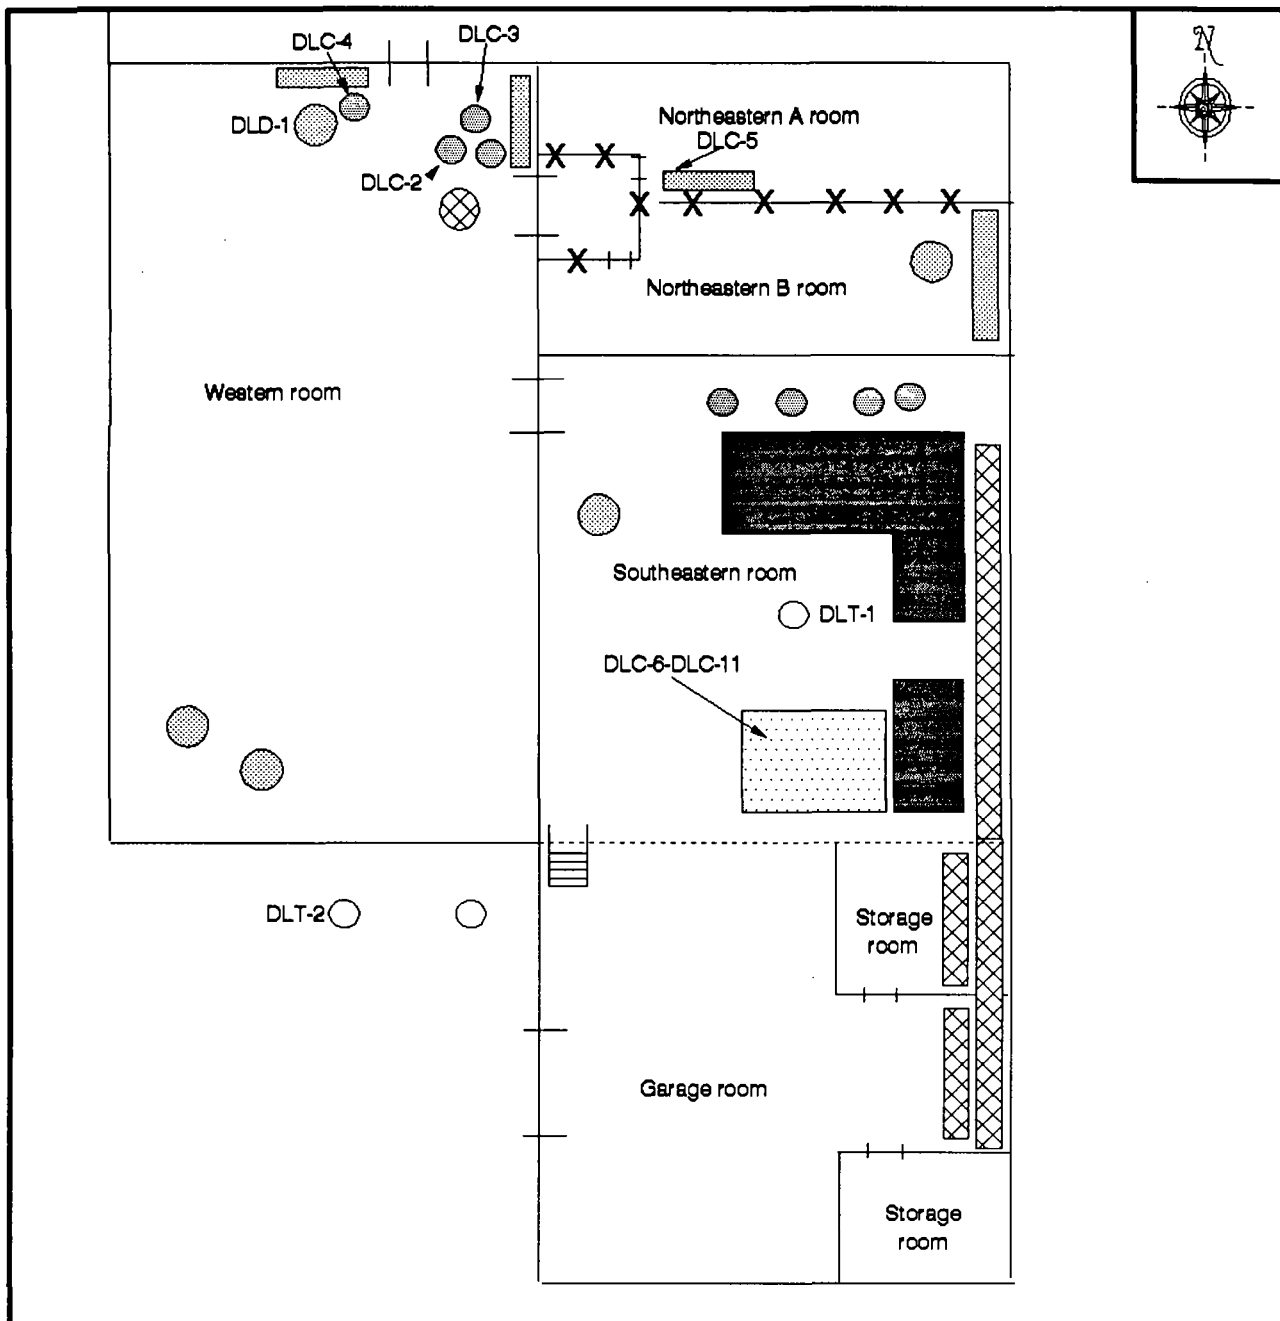 DLC-4
DLC-3
N
DLD-1
Northeastern A room
DLC-5
DLC-2
Northeastern B room
Western room
Southeastern room
DLT-1
DLC-6-DLC-11
DLT-2
Storage
room
Garage room
Storage
room